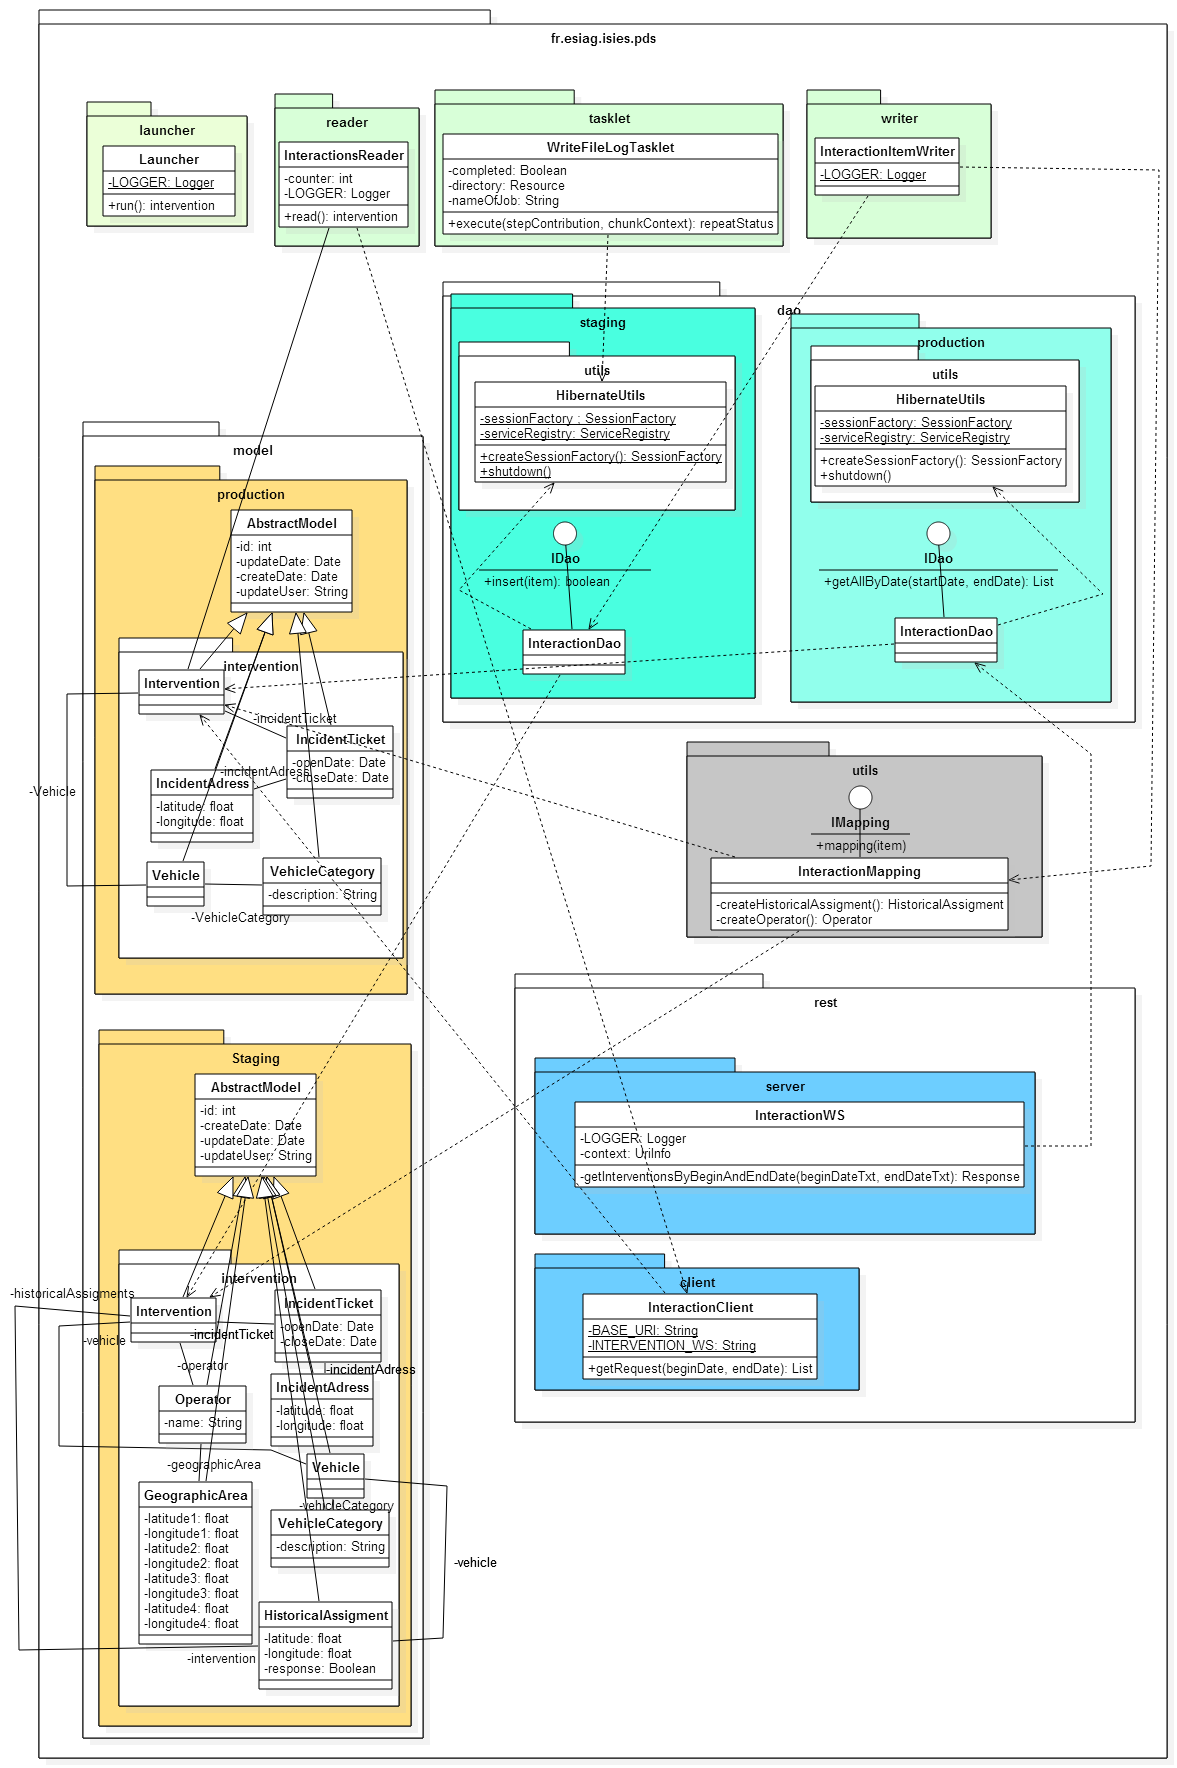 fr.esiag.isies.pds
launcher
Launcher
-LOGGER: Logger
+run(): intervention
reader
InteractionsReader
-counter: int
-LOGGER: Logger
+read(): intervention
tasklet
WriteFileLogTasklet
-completed: Boolean
-directory: Resource
-nameOfJob: String
+execute(stepContribution, chunkContext): repeatStatus
writer
InteractionItemWriter
-LOGGER: Logger
dao
staging
utils
HibernateUtils
-sessionFactory : SessionFactory
-serviceRegistry: ServiceRegistry
+createSessionFactory(): SessionFactory
+shutdown()
IDao
+insert(item): boolean
InteractionDao
production
utils
HibernateUtils
-sessionFactory: SessionFactory
-serviceRegistry: ServiceRegistry
+createSessionFactory(): SessionFactory
+shutdown()
IDao
+getAllByDate(startDate, endDate): List
InteractionDao
model
production
AbstractModel
-id: int
-updateDate: Date
-createDate: Date
-updateUser: String
intervention
Intervention
-incidentTicket
IncidentTicket
-openDate: Date
-closeDate: Date
-incidentAdress
IncidentAdress
-latitude: float
-longitude: float
-Vehicle
Vehicle
VehicleCategory
-description: String
-VehicleCategory
utils
IMapping
+mapping(item)
InteractionMapping
-createHistoricalAssigment(): HistoricalAssigment
-createOperator(): Operator
rest
server
InteractionWS
-LOGGER: Logger
-context: UriInfo
-getInterventionsByBeginAndEndDate(beginDateTxt, endDateTxt): Response
client
InteractionClient
-BASE_URI: String
-INTERVENTION_WS: String
+getRequest(beginDate, endDate): List
Staging
AbstractModel
-id: int
-createDate: Date
-updateDate: Date
-updateUser: String
intervention
-historicalAssigments
Intervention
-vehicle
-incidentTicket
IncidentTicket
-openDate: Date
-closeDate: Date
-operator
-incidentAdress
Operator
-name: String
IncidentAdress
-latitude: float
-longitude: float
-geographicArea
Vehicle
GeographicArea
-latitude1: float
-longitude1: float
-latitude2: float
-longitude2: float
-latitude3: float
-longitude3: float
-latitude4: float
-longitude4: float
-vehicleCategory
VehicleCategory
-description: String
-vehicle
HistoricalAssigment
-latitude: float
-longitude: float
-response: Boolean
-intervention